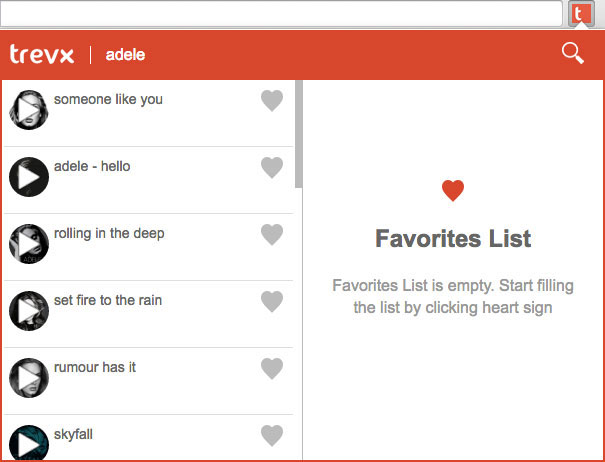 t
trevx
adele
someone like you
adele - hello
rolling in the deep
set fire to the rain
rumour has it
skyfall
Favorites List
Favorites List is empty. Start filling
the list by clicking heart sign